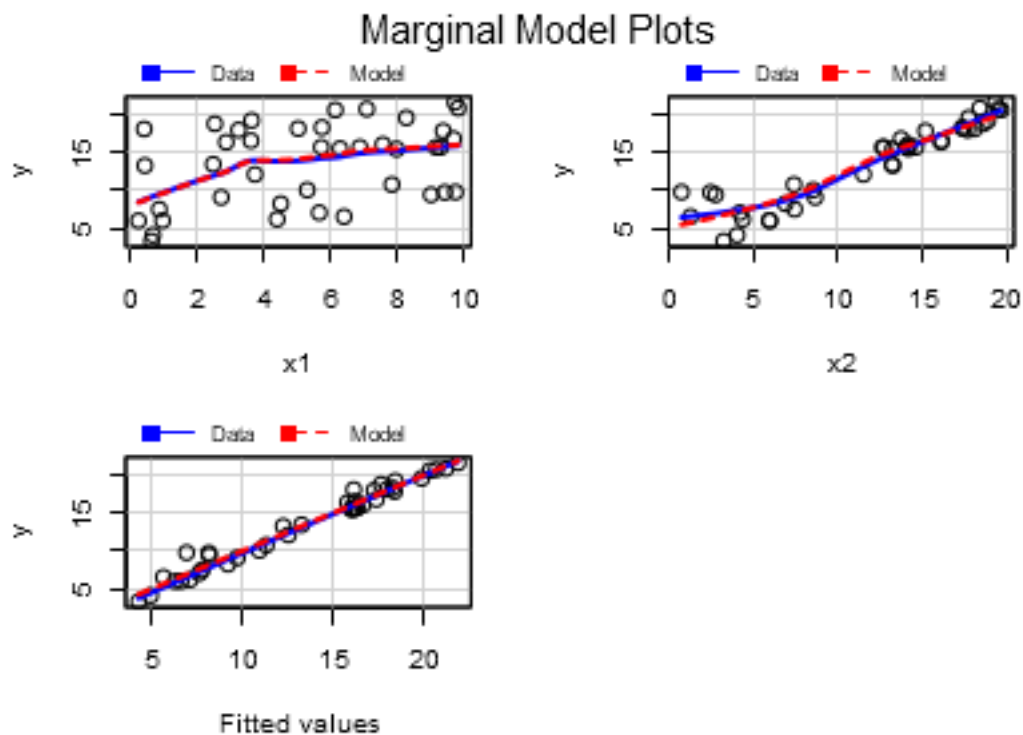 Marginal Model Plots
Data Model
y
15
5
0 2 4 6 8 10
x1
Data Model
y
15
5
0 5 10 15 20
x2
Data Model
y
15
5
5 10 15 20
Fitted values